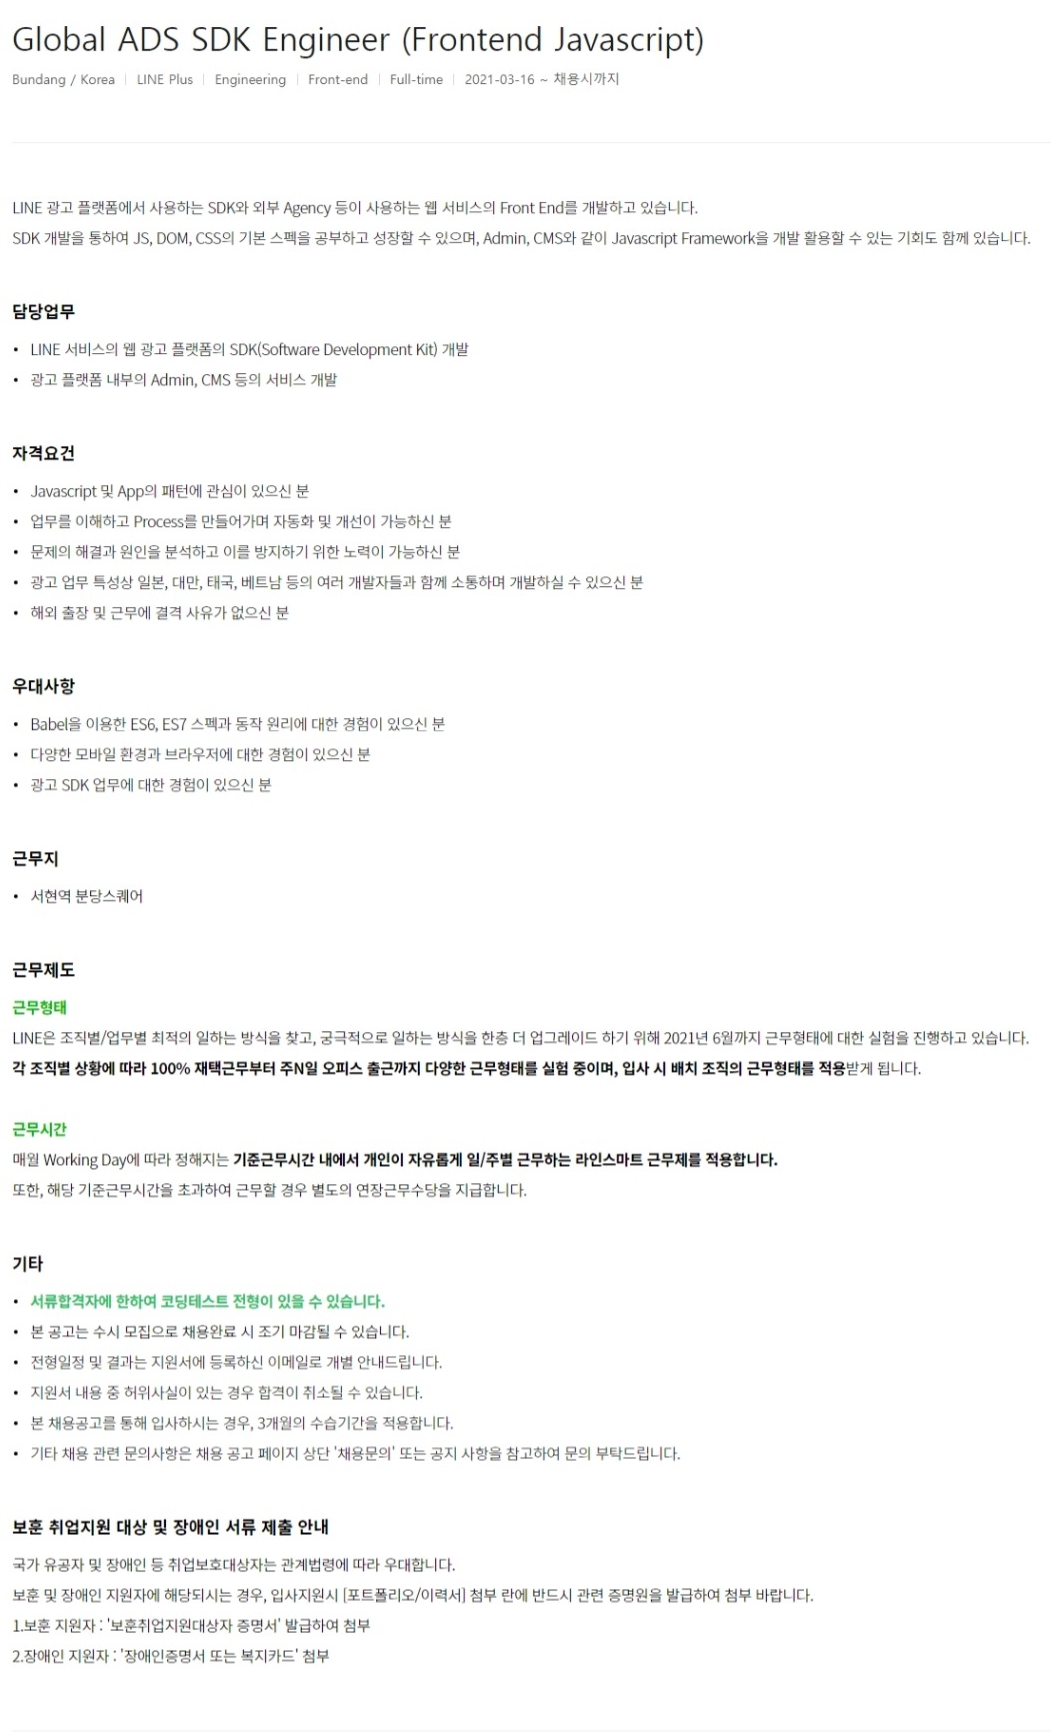 Global ADS SDK Engineer (Frontend Javascript)
Bundang / Korea | LINE Plus | Engineering | Front-end | Full-time | 2021-03-16 ~ 채용시까지
LINE 광고 플랫폼에서 사용하는 SDK와 외부 Agency 등이 사용하는 웹 서비스의 Front End를 개발하고 있습니다.
SDK 개발을 통하여 JS, DOM, CSS의 기본 스펙을 공부하고 성장할 수 있으며, Admin, CMS와 같이 Javascript Framework을 개발 활용할 수 있는 기회도 함께 있습니다.
담당업무
• LINE 서비스의 웹 광고 플랫폼의 SDK(Software Development Kit) 개발
• 광고 플랫폼 내부의 Admin, CMS 등의 서비스 개발
자격요건
• Javascript 및 App의 패턴에 관심이 있으신 분
• 업무를 이해하고 Process를 만들어가며 자동화 및 개선이 가능하신 분
• 문제의 해결과 원인을 분석하고 이를 방지하기 위한 노력이 가능하신 분
• 광고 업무 특성상 일본, 대만, 태국, 베트남 등의 여러 개발자들과 함께 소통하며 개발하실 수 있으신 분
• 해외 출장 및 근무에 결격 사유가 없으신 분
우대사항
• Babel을 이용한 ES6, ES7 스펙과 동작 원리에 대한 경험이 있으신 분
• 다양한 모바일 환경과 브라우저에 대한 경험이 있으신 분
• 광고 SDK 업무에 대한 경험이 있으신 분
근무지
• 서현역 분당스퀘어
근무제도
근무형태
LINE은 조직별/업무별 최적의 일하는 방식을 찾고, 궁극적으로 일하는 방식을 한층 더 업그레이드 하기 위해 2021년 6월까지 근무형태에 대한 실험을 진행하고 있습니다.
각 조직별 상황에 따라 100% 재택근무부터 주N일 오피스 출근까지 다양한 근무형태를 실험 중이며, 입사 시 배치 조직의 근무형태를 적용받게 됩니다.
근무시간
매월 Working Day에 따라 정해지는 기준근무시간 내에서 개인이 자유롭게 일/주별 근무하는 라인스마트 근무제를 적용합니다.
또한, 해당 기준근무시간을 초과하여 근무할 경우 별도의 연장근무수당을 지급합니다.
기타
• 서류합격자에 한하여 코딩테스트 전형이 있을 수 있습니다.
• 본 공고는 수시 모집으로 채용완료 시 조기 마감될 수 있습니다.
• 전형일정 및 결과는 지원서에 등록하신 이메일로 개별 안내드립니다.
• 지원서 내용 중 허위사실이 있는 경우 합격이 취소될 수 있습니다.
• 본 채용공고를 통해 입사하시는 경우, 3개월의 수습기간을 적용합니다.
• 기타 채용 관련 문의사항은 채용 공고 페이지 상단 '채용문의' 또는 공지 사항을 참고하여 문의 부탁드립니다.
보훈 취업지원 대상 및 장애인 서류 제출 안내
국가 유공자 및 장애인 등 취업보호대상자는 관계법령에 따라 우대합니다.
보훈 및 장애인 지원자에 해당되시는 경우, 입사지원시 [포트폴리오/이력서] 첨부 란에 반드시 관련 증명원을 발급하여 첨부 바랍니다.
1.보훈 지원자 : '보훈취업지원대상자 증명서' 발급하여 첨부
2.장애인 지원자 : '장애인증명서 또는 복지카드' 첨부